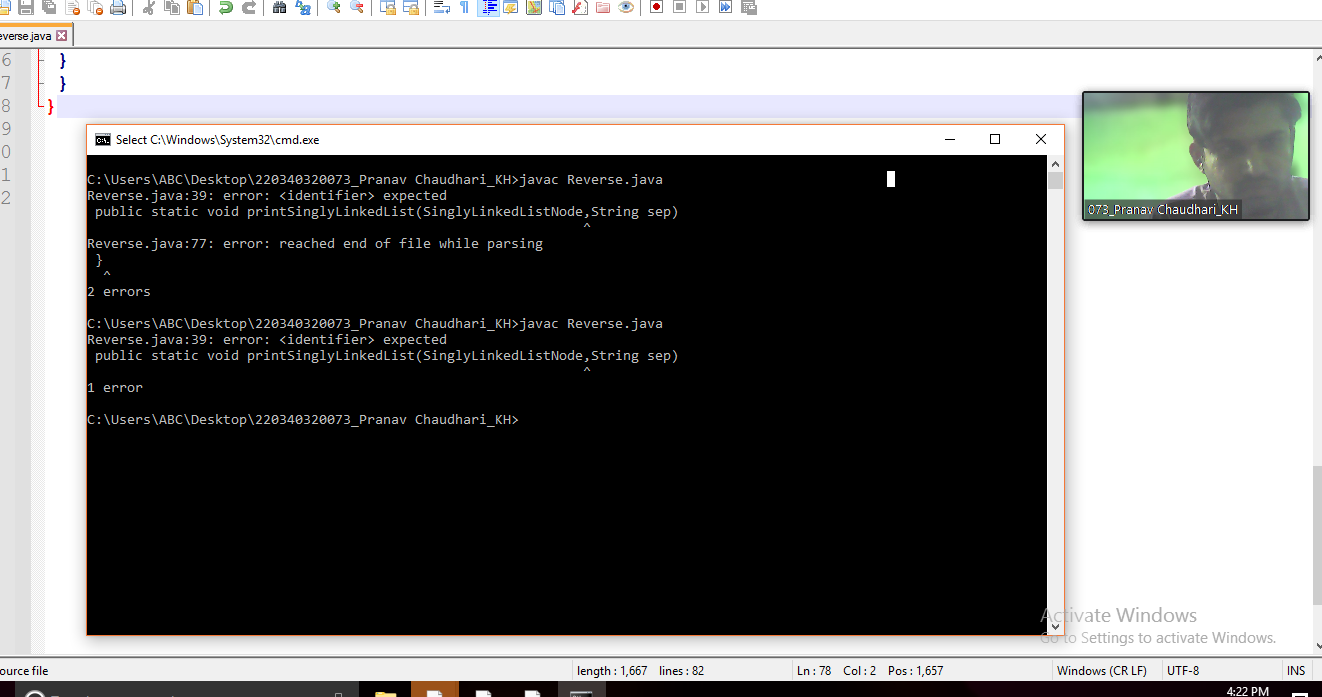 everse.java
6 }
7 }
8 }
9
0
1
2
Select C:\Windows\System32\cmd.exe
C:\Users\ABC\Desktop\220340320073_Pranav Chaudhari_KH>javac Reverse.java
Reverse.java:39: error: <identifier> expected
public static void printSinglyLinkedList(SinglyLinkedListNode,String sep)
^
Reverse.java:77: error: reached end of file while parsing
}
^
2 errors
C:\Users\ABC\Desktop\220340320073_Pranav Chaudhari_KH>javac Reverse.java
Reverse.java:39: error: <identifier> expected
public static void printSinglyLinkedList(SinglyLinkedListNode,String sep)
^
1 error
C:\Users\ABC\Desktop\220340320073_Pranav Chaudhari_KH>
073_Pranav Chaudhari_KH
Activate Windows
Go to Settings to activate Windows.
ource file
length : 1,667 lines : 82
Ln : 78 Col : 2 Pos : 1,657
Windows (CR LF)
UTF-8
INS
4:22 PM